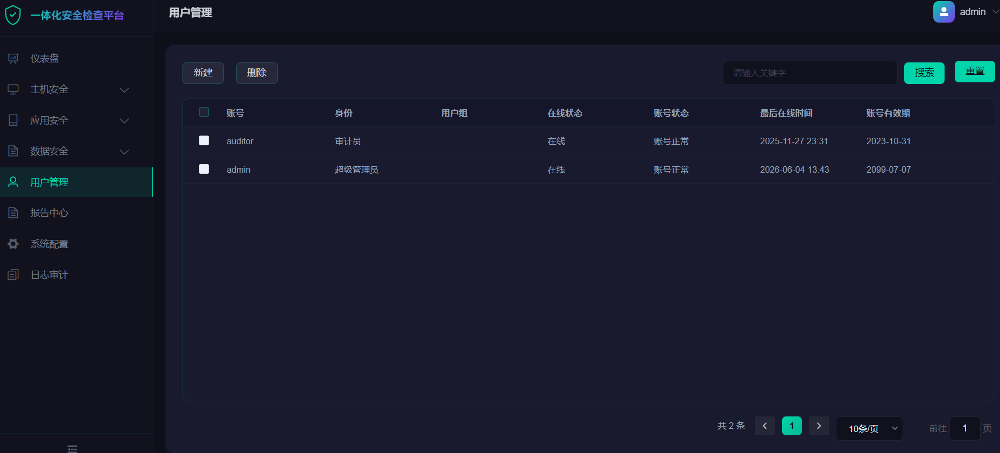 一体化安全检查平台
用户管理
admin
仪表盘
主机安全
应用安全
数据安全
用户管理
报告中心
系统配置
日志审计
新建 删除 请输入关键字 搜索 重置
账号 身份 用户组 在线状态 账号状态 最后在线时间 账号有效期
auditor 审计员 在线 账号正常 2025-11-27 23:31 2023-10-31
admin 超级管理员 在线 账号正常 2026-06-04 13:43 2099-07-07
共 2 条 1 10条/页 前往 1 页